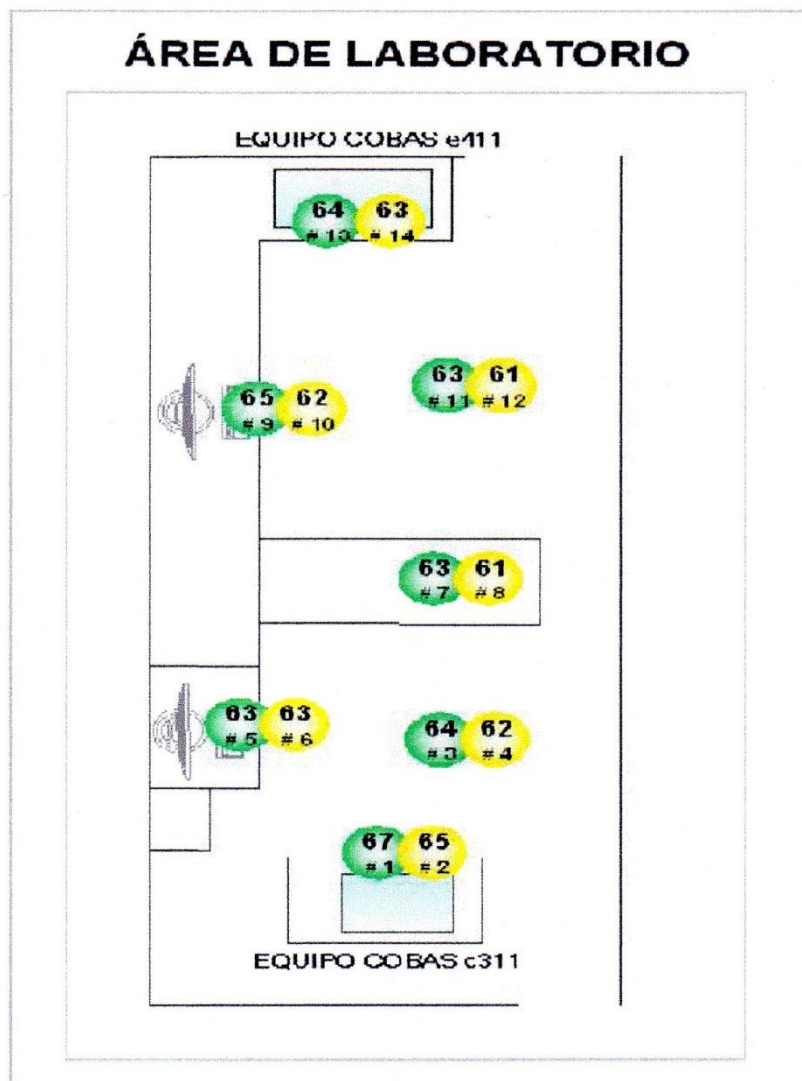 ÁREA DE LABORATORIO
EQUIPO COBAS e411
64 63
# 13 # 14
63 61
# 11 # 12
65 62
# 9 # 10
63 61
# 7 # 8
63 63
# 5 # 6
64 62
# 3 # 4
67 65
# 1 # 2
EQUIPO COBAS c311